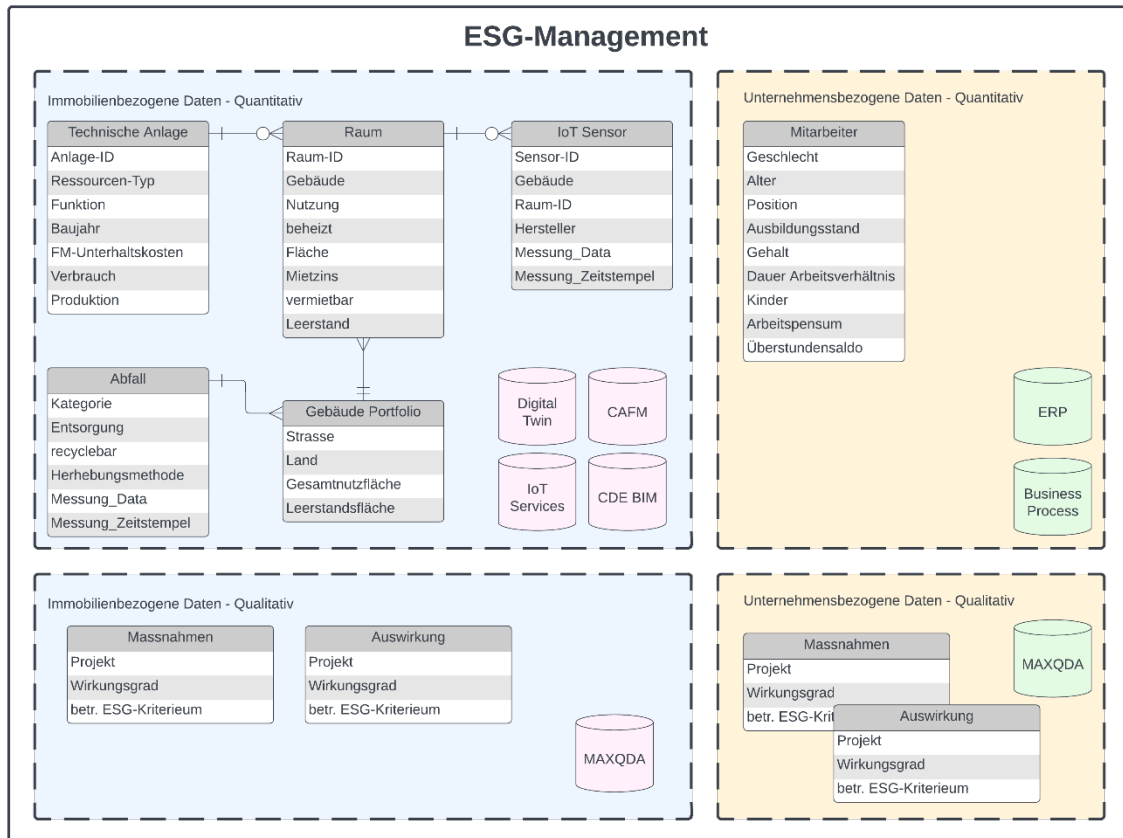 ESG-Management
Immobilienbezogene Daten - Quantitativ
Technische Anlage
Anlage-ID
Ressourcen-Typ
Funktion
Baujahr
FM-Unterhaltskosten
Verbrauch
Produktion
Raum
Raum-ID
Gebäude
Nutzung
beheizt
Fläche
Mietzins
vermietbar
Leerstand
IoT Sensor
Sensor-ID
Gebäude
Raum-ID
Hersteller
Messung_Data
Messung_Zeitstempel
Abfall
Kategorie
Entsorgung
recyclebar
Herhebungsmethode
Messung_Data
Messung_Zeitstempel
Gebäude Portfolio
Strasse
Land
Gesamtnutzfläche
Leerstandsfläche
Digital
Twin
CAFM
IoT
Services
CDE BIM
Unternehmensbezogene Daten - Quantitativ
Mitarbeiter
Geschlecht
Alter
Position
Ausbildungsstand
Gehalt
Dauer Arbeitsverhältnis
Kinder
Arbeitspensum
Überstundensaldo
ERP
Business
Process
Immobilienbezogene Daten - Qualitativ
Massnahmen
Projekt
Wirkungsgrad
betr. ESG-Kriterieum
Auswirkung
Projekt
Wirkungsgrad
betr. ESG-Kriterieum
MAXQDA
Unternehmensbezogene Daten - Qualitativ
Massnahmen
Projekt
Wirkungsgrad
betr. ESG-Krit
Auswirkung
Projekt
Wirkungsgrad
betr. ESG-Kriterieum
MAXQDA